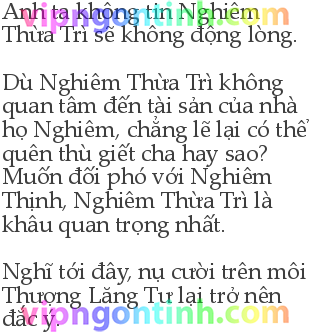 Anh ta không tin Nghiêm
vipngontinh.com
Thừa Trì sẽ không động lòng.
Dù Nghiêm Thừa Trì không
quan tâm đến tài sản của nhà
họ Nghiêm, chẳng lẽ lại có thể
quên thù giết cha hay sao?
Muốn đối phó với Nghiêm
Thịnh, Nghiêm Thừa Trì là
khâu quan trọng nhất.
Nghĩ tới đây, nụ cười trên môi
Thượng Lăng Tư lại trở nên
vipngontinh.com
đắc ý.